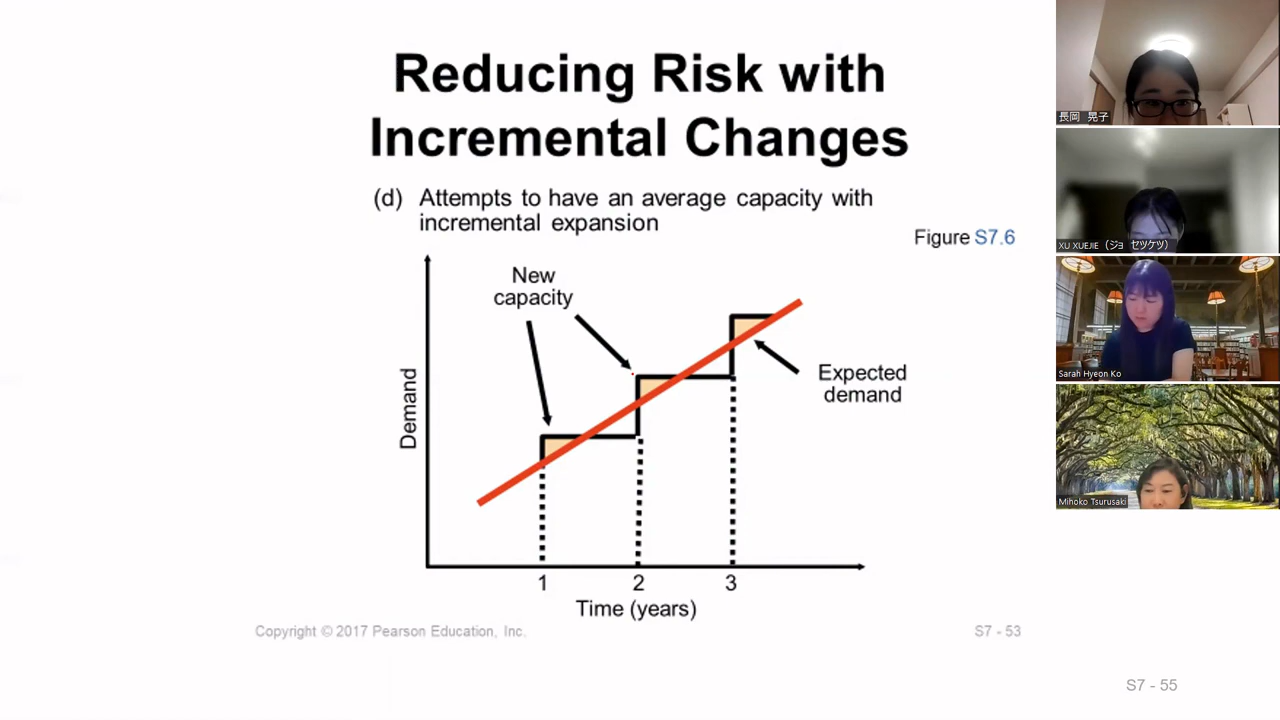 Reducing Risk with
Incremental Changes
(d) Attempts to have an average capacity with
incremental expansion
Figure S7.6
New
capacity
Expected
demand
Demand
1 2 3
Time (years)
Copyright © 2017 Pearson Education, Inc.
S7 - 53
S7 - 55
長岡 晃子
XU XUEJIE (ジョ セツケツ)
Sarah Hyeon Ko
Mihoko Tsurusaki